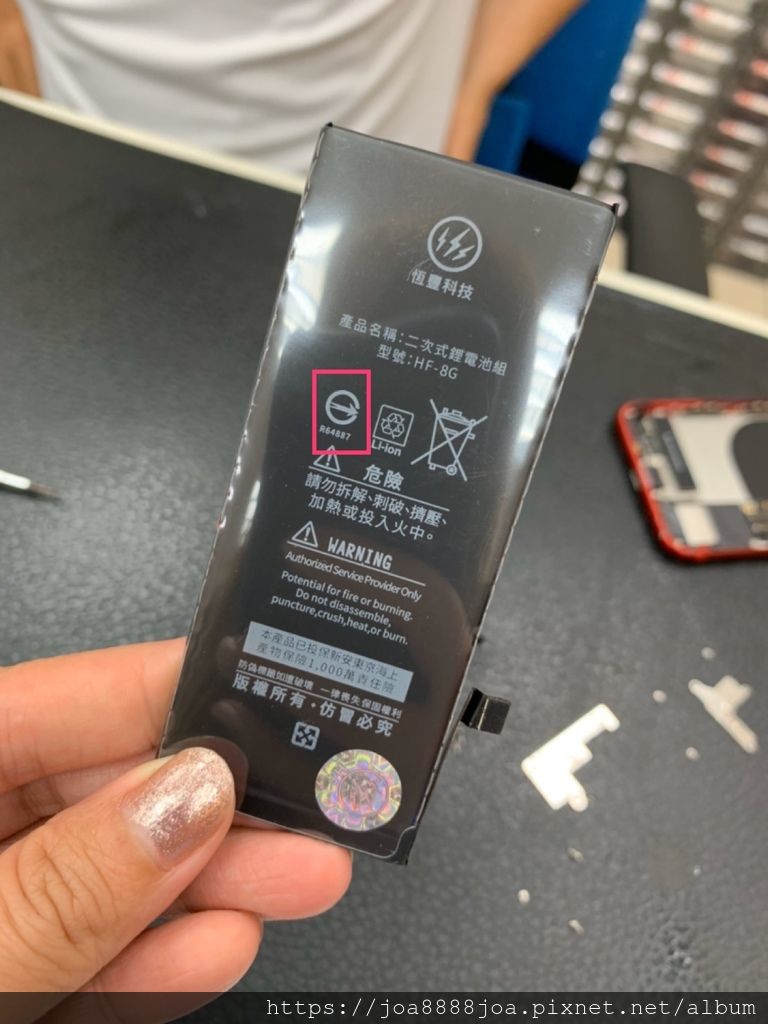 恆豐科技
產品名稱：二次式鋰電池組
型號：HF-8G
R64887
Li-ion
危險
請勿拆解、刺破、擠壓、
加熱或投入火中。
WARNING
Authorized Service Provider Only
Potential for fire or burning.
Do not disassemble,
puncture,crush,heat,or burn.
本產品已投保新安東京海上
產物保險1,000萬責任險
防偽標籤如遭破壞 一律喪失保固權利
版權所有。仿冒必究
https://joa8888joa.pixnet.net/album